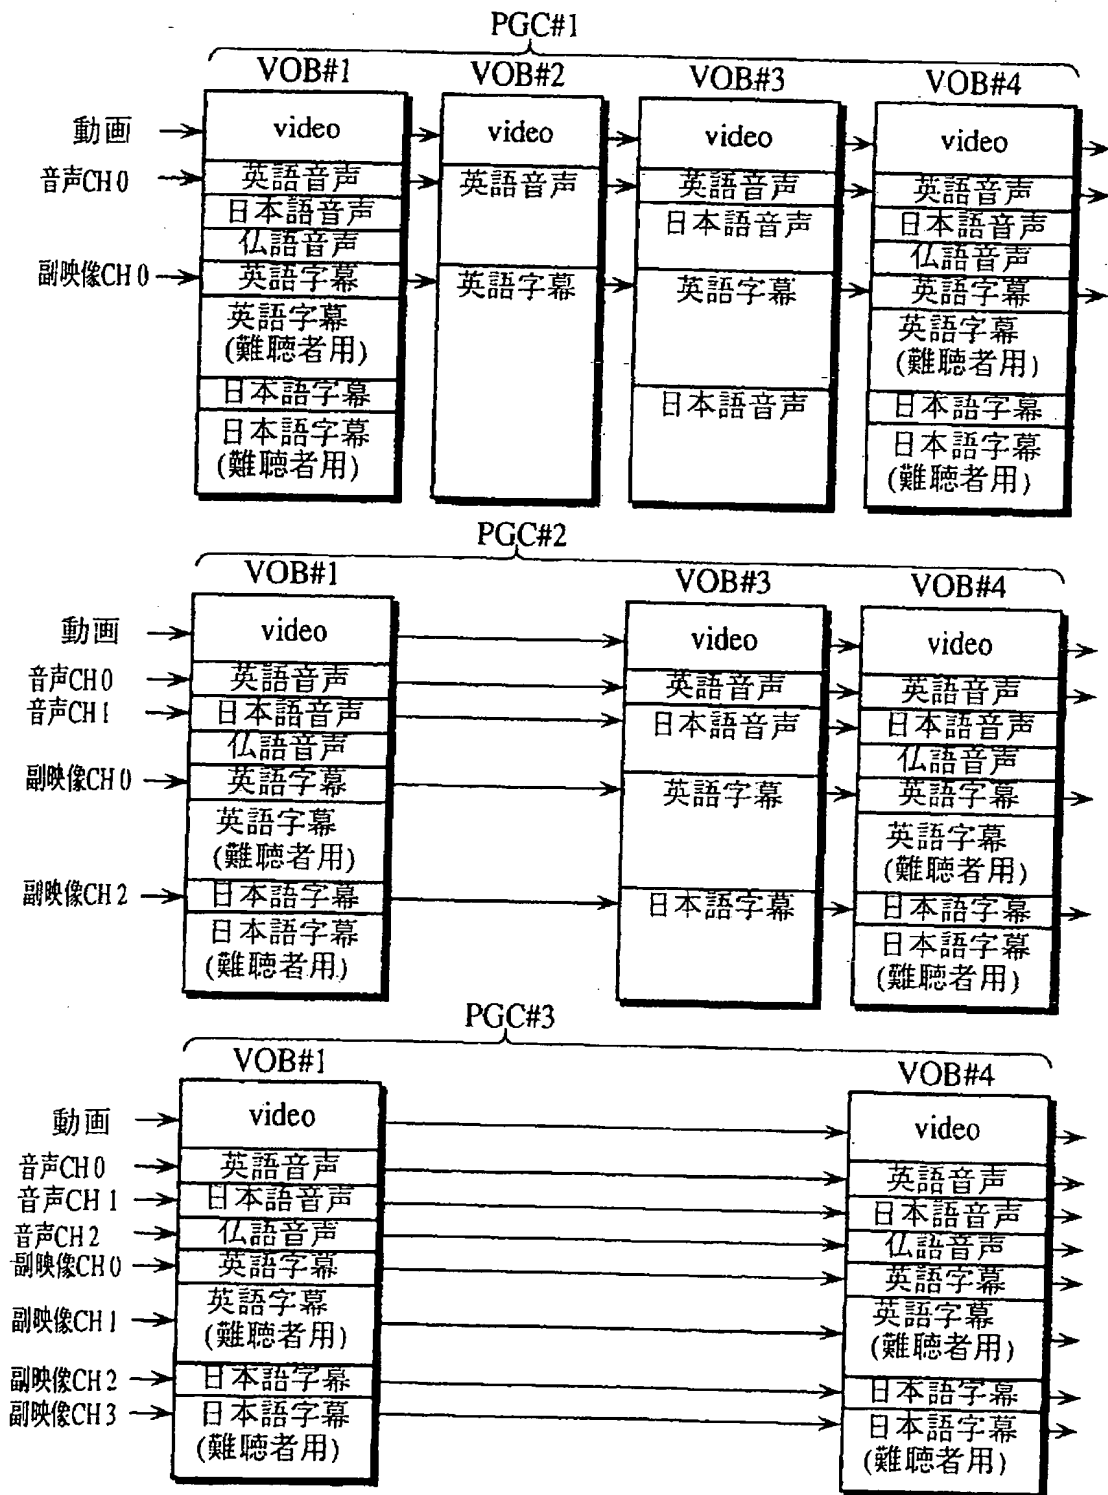 PGC#1
VOB#1 VOB#2 VOB#3 VOB#4
動画 video video video video
音声CH0 英語音声 英語音声 英語音声 英語音声
日本語音声 日本語音声 日本語音声
仏語音声 仏語音声
副映像CH0 英語字幕 英語字幕 英語字幕 英語字幕
英語字幕 英語字幕
(難聴者用) (難聴者用)
日本語字幕 日本語音声 日本語字幕
日本語字幕 日本語字幕
(難聴者用) (難聴者用)
PGC#2
VOB#1 VOB#3 VOB#4
動画 video video video
音声CH0 英語音声 英語音声 英語音声
音声CH1 日本語音声 日本語音声 日本語音声
仏語音声 仏語音声
副映像CH0 英語字幕 英語字幕 英語字幕
英語字幕 英語字幕
(難聴者用) (難聴者用)
副映像CH2 日本語字幕 日本語字幕 日本語字幕
日本語字幕 日本語字幕
(難聴者用) (難聴者用)
PGC#3
VOB#1 VOB#4
動画 video video
音声CH0 英語音声 英語音声
音声CH1 日本語音声 日本語音声
音声CH2 仏語音声 仏語音声
副映像CH0 英語字幕 英語字幕
英語字幕 英語字幕
副映像CH1 (難聴者用) (難聴者用)
副映像CH2 日本語字幕 日本語字幕
副映像CH3 日本語字幕 日本語字幕
(難聴者用) (難聴者用)